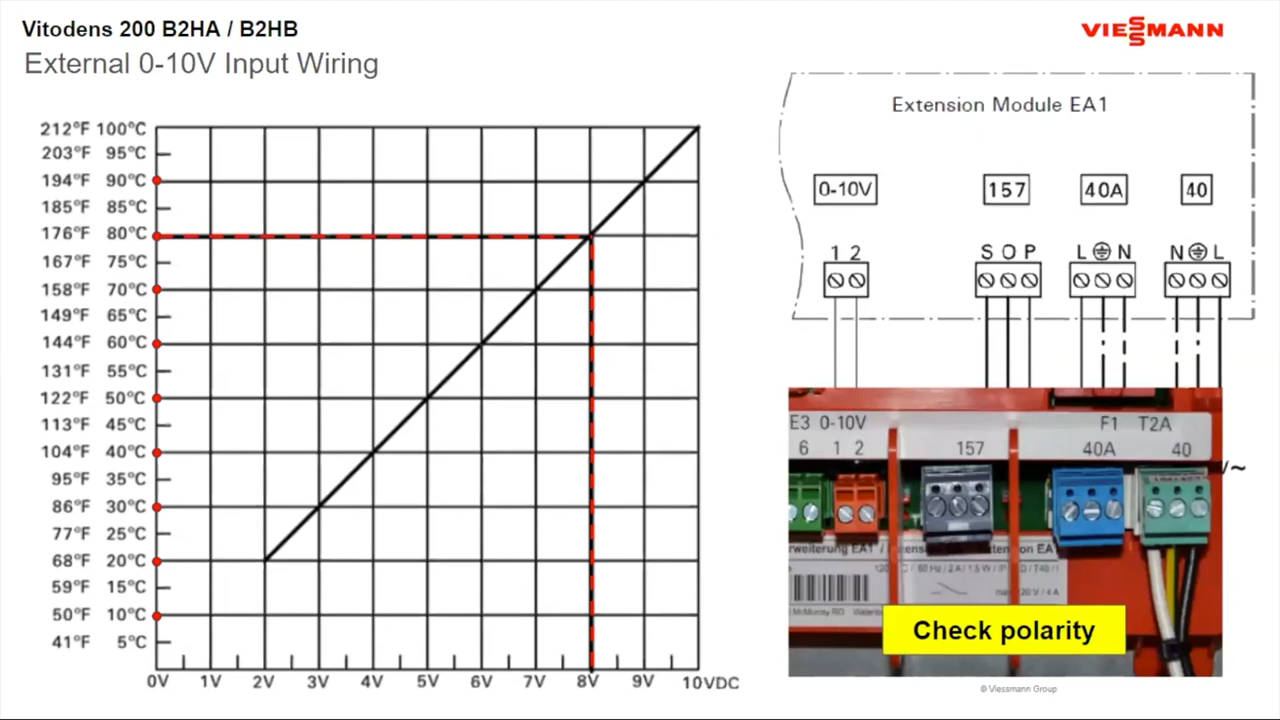 Vitodens 200 B2HA / B2HB
External 0-10V Input Wiring
VIESSMANN
212°F 100°C
203°F 95°C
194°F 90°C
185°F 85°C
176°F 80°C
167°F 75°C
158°F 70°C
149°F 65°C
144°F 60°C
131°F 55°C
122°F 50°C
113°F 45°C
104°F 40°C
95°F 35°C
86°F 30°C
77°F 25°C
68°F 20°C
59°F 15°C
50°F 10°C
41°F 5°C
0V 1V 2V 3V 4V 5V 6V 7V 8V 9V 10VDC
Extension Module EA1
0-10V 157 40A 40
1 2 S O P L N N L
E3 0-10V F1 T2A
6 1 2 157 40A 40
~
rweiterung EA1 /
Check polarity
© Viessmann Group